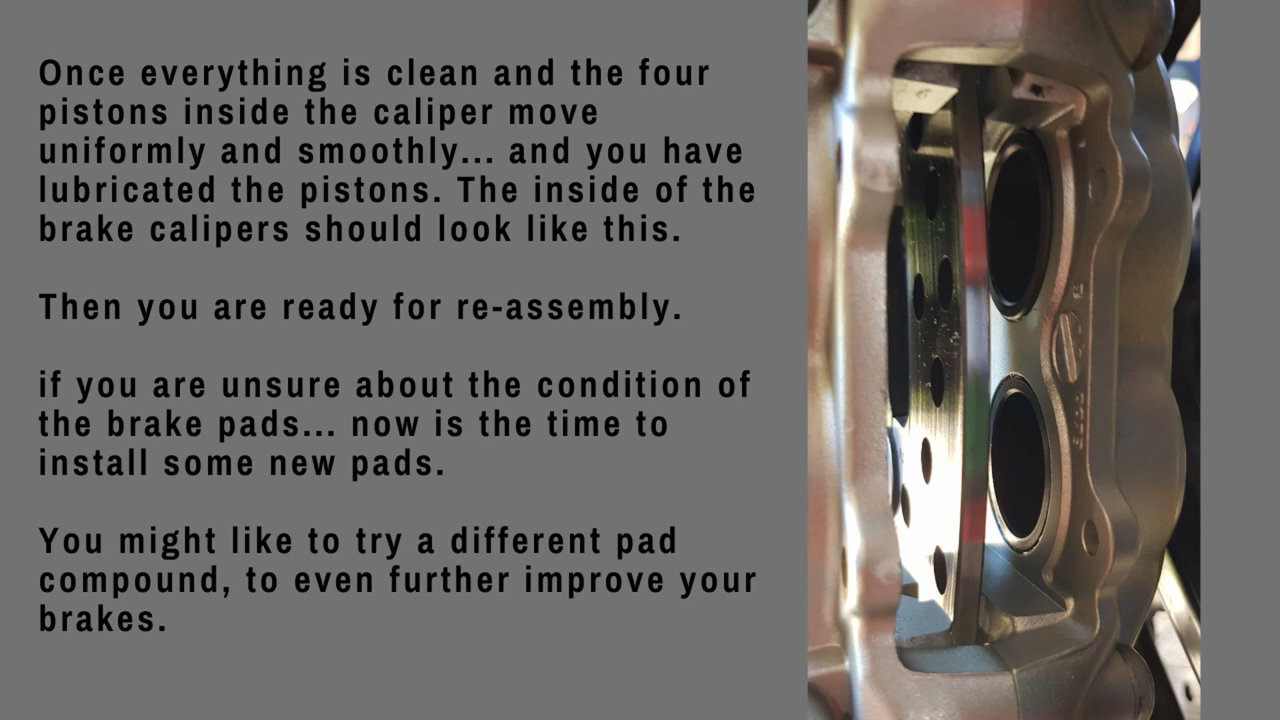 Once everything is clean and the four
pistons inside the caliper move
uniformly and smoothly... and you have
lubricated the pistons. The inside of the
brake calipers should look like this.
Then you are ready for re-assembly.
if you are unsure about the condition of
the brake pads... now is the time to
install some new pads.
You might like to try a different pad
compound, to even further improve your
brakes.